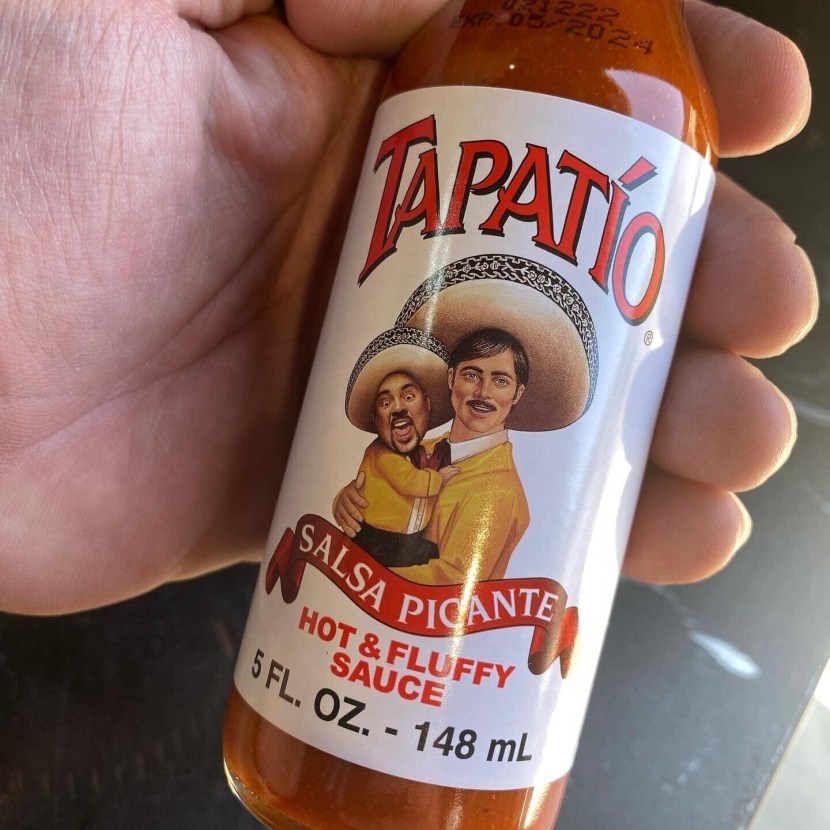 021222
EXP.05/2024
TAPATÍO
®
SALSA PICANTE
HOT & FLUFFY
SAUCE
5 FL. OZ. - 148 mL